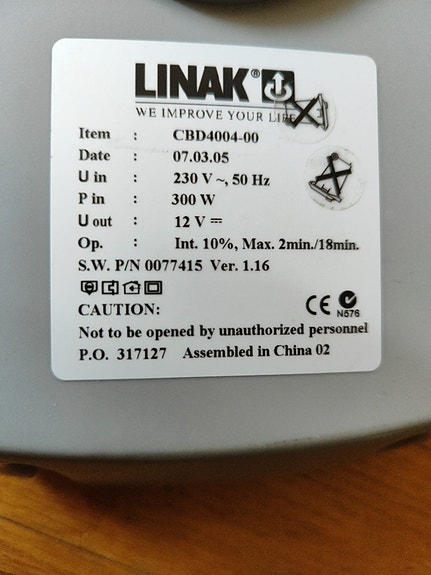 LINAK®
WE IMPROVE YOUR LIFE
Item : CBD4004-00
Date : 07.03.05
U in : 230 V ~, 50 Hz
P in : 300 W
U out : 12 V ⎓
Op. : Int. 10%, Max. 2min./18min.
S.W. P/N 0077415 Ver. 1.16
CE N576
CAUTION:
Not to be opened by unauthorized personnel
P.O. 317127 Assembled in China 02